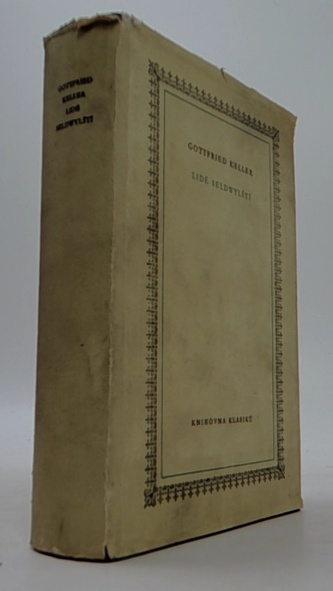 GOTTFRIED
KELLER
LIDÉ
SELDWYLŠTÍ
GOTTFRIED KELLER
LIDÉ SELDWYLŠTÍ
KNIHOVNA KLASIKŮ